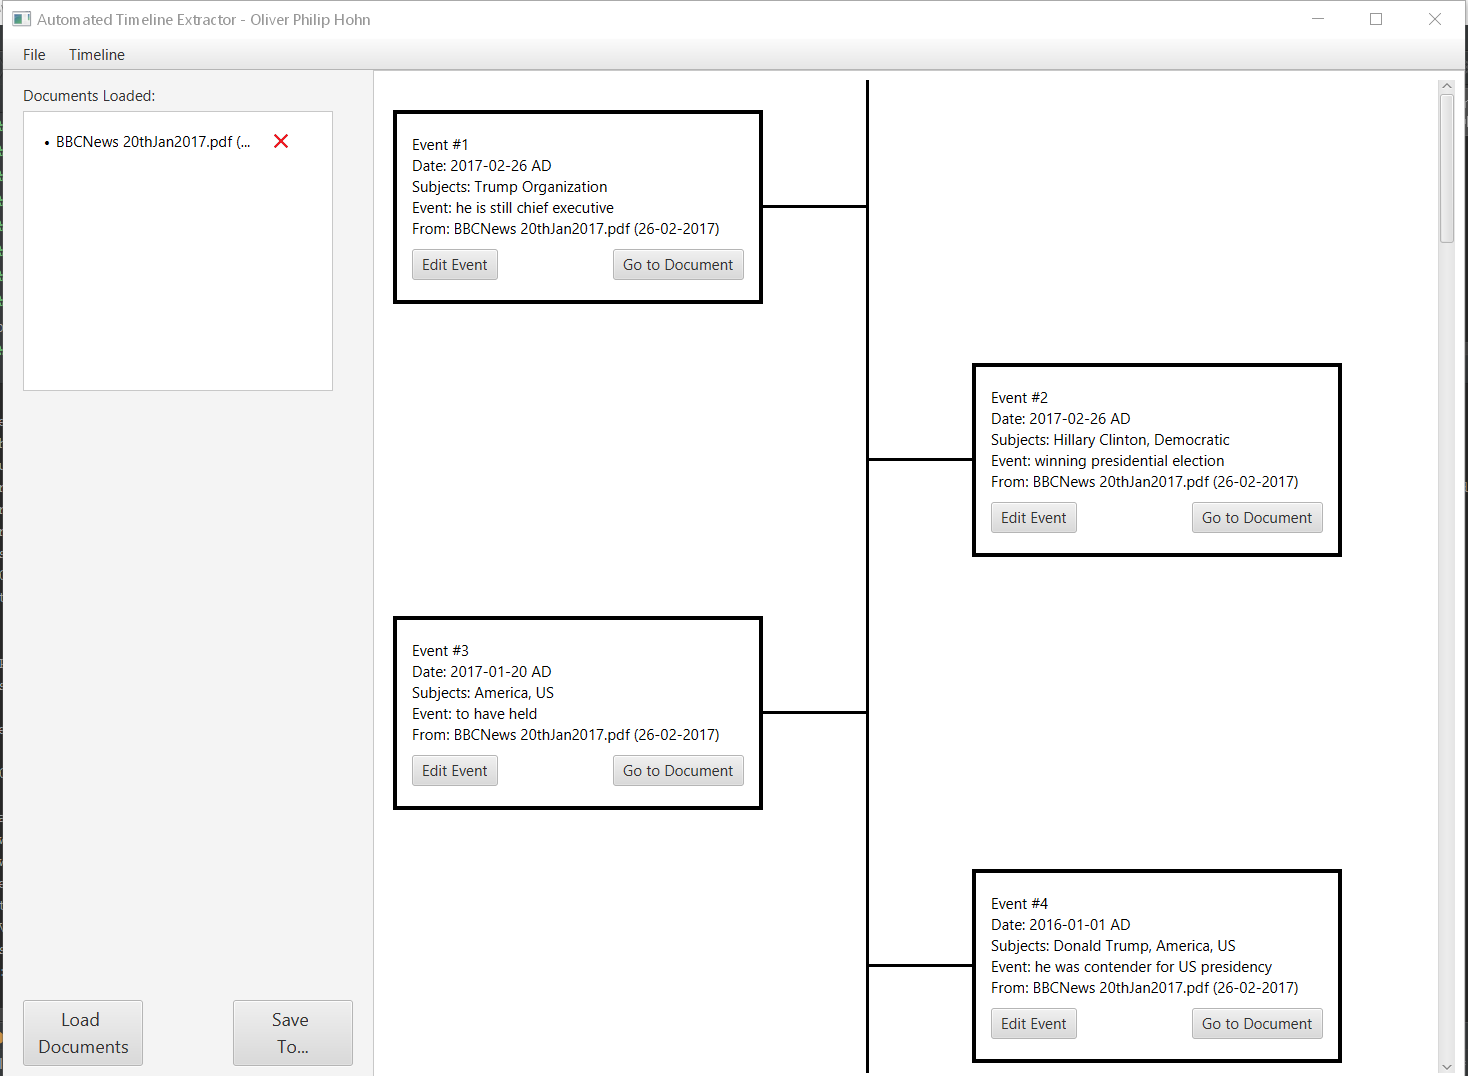 Automated Timeline Extractor - Oliver Philip Hohn
File Timeline
Documents Loaded:
• BBCNews 20thJan2017.pdf (...
Event #1
Date: 2017-02-26 AD
Subjects: Trump Organization
Event: he is still chief executive
From: BBCNews 20thJan2017.pdf (26-02-2017)
Edit Event Go to Document
Event #2
Date: 2017-02-26 AD
Subjects: Hillary Clinton, Democratic
Event: winning presidential election
From: BBCNews 20thJan2017.pdf (26-02-2017)
Edit Event Go to Document
Event #3
Date: 2017-01-20 AD
Subjects: America, US
Event: to have held
From: BBCNews 20thJan2017.pdf (26-02-2017)
Edit Event Go to Document
Event #4
Date: 2016-01-01 AD
Subjects: Donald Trump, America, US
Event: he was contender for US presidency
From: BBCNews 20thJan2017.pdf (26-02-2017)
Edit Event Go to Document
Load
Documents
Save
To...